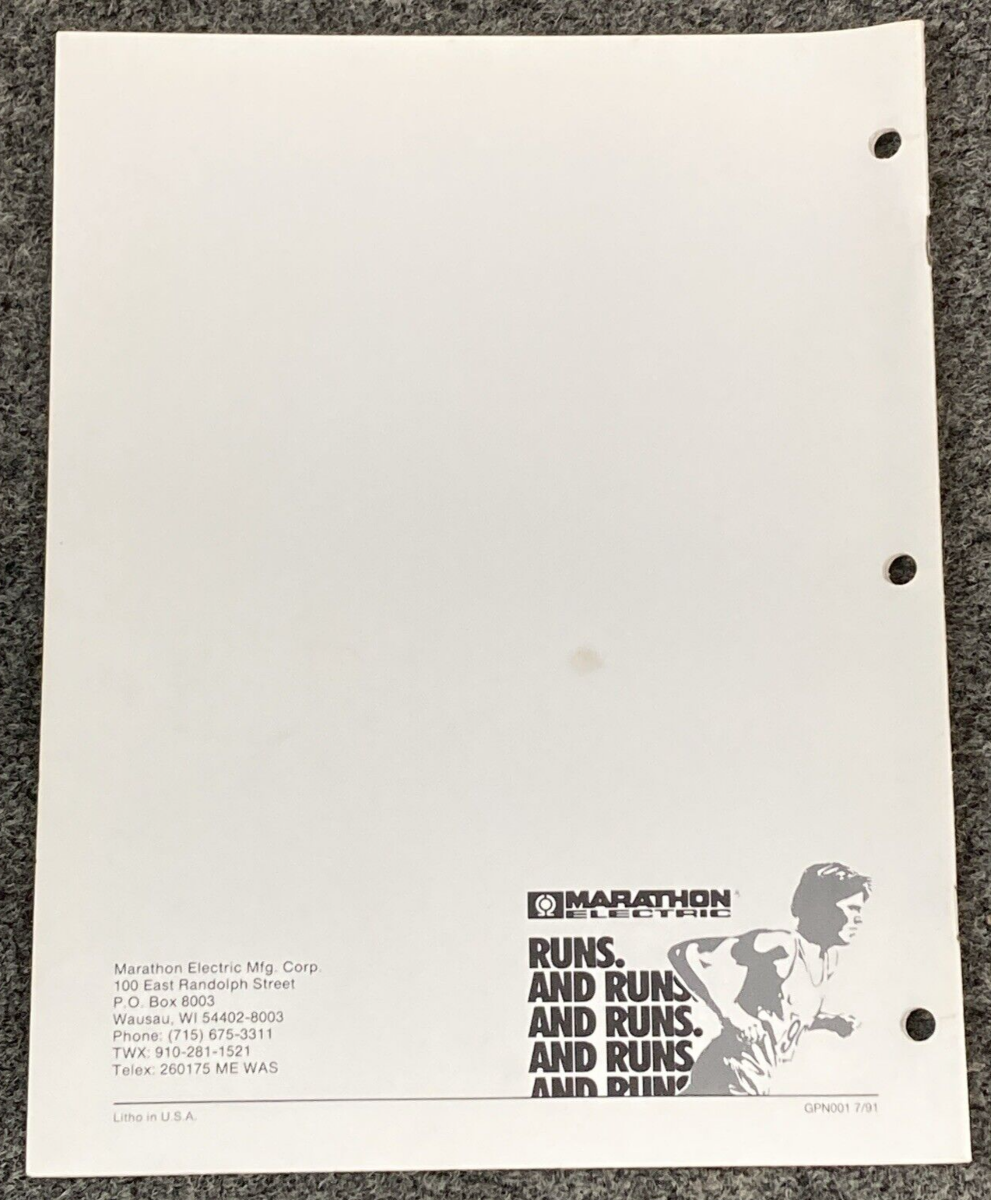 MARATHON
ELECTRIC
RUNS.
AND RUNS.
AND RUNS.
AND RUNS
AND RUNS
Marathon Electric Mfg. Corp.
100 East Randolph Street
P.O. Box 8003
Wausau, WI 54402-8003
Phone: (715) 675-3311
TWX: 910-281-1521
Telex: 260175 ME WAS
Litho in U.S.A.
GPN001 7/91